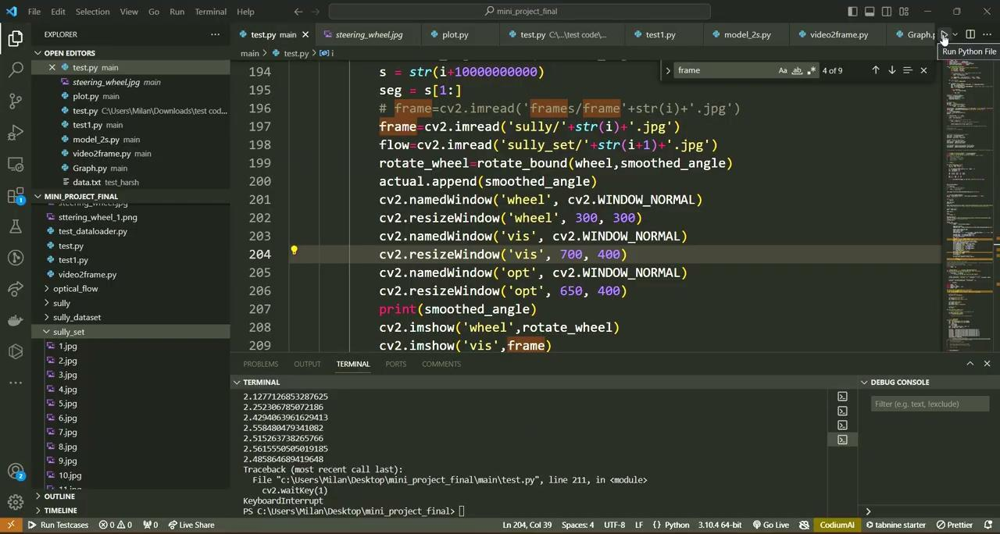 File Edit Selection View Go Run Terminal Help
mini_project_final
EXPLORER
test.py main
steering_wheel.jpg
plot.py
test.py C:\...\test code\...
test1.py
model_2s.py
video2frame.py
Graph.p
Run Python File
OPEN EDITORS
test.py main
steering_wheel.jpg main
plot.py main
test.py C:\Users\Milan\Downloads\test cod...
test1.py main
model_2s.py main
video2frame.py main
Graph.py main
data.txt test_harsh
MINI_PROJECT_FINAL
steering_wheel.jpg
sttering_wheel_1.png
test_dataloader.py
test.py
test1.py
video2frame.py
optical_flow
sully
sully_dataset
sully_set
1.jpg
2.jpg
3.jpg
4.jpg
5.jpg
6.jpg
7.jpg
8.jpg
9.jpg
10.jpg
11.jpg
OUTLINE
TIMELINE
main > test.py > i
frame Aa ab 4 of 9
194 s = str(i+10000000000)
195 seg = s[1:]
196 # frame=cv2.imread('frames/frame'+str(i)+'.jpg')
197 frame=cv2.imread('sully/'+str(i)+'.jpg')
198 flow=cv2.imread('sully_set/'+str(i+1)+'.jpg')
199 rotate_wheel=rotate_bound(wheel,smoothed_angle)
200 actual.append(smoothed_angle)
201 cv2.namedWindow('wheel', cv2.WINDOW_NORMAL)
202 cv2.resizeWindow('wheel', 300, 300)
203 cv2.namedWindow('vis', cv2.WINDOW_NORMAL)
204 cv2.resizeWindow('vis', 700, 400)
205 cv2.namedWindow('opt', cv2.WINDOW_NORMAL)
206 cv2.resizeWindow('opt', 650, 400)
207 print(smoothed_angle)
208 cv2.imshow('wheel',rotate_wheel)
209 cv2.imshow('vis',frame)
PROBLEMS OUTPUT TERMINAL PORTS COMMENTS
TERMINAL
2.1277126853287625
2.252306785072186
2.4294063961629413
2.558480479341082
2.515263738265766
2.5615550505019185
2.485864689419648
Traceback (most recent call last):
File "c:\Users\Milan\Desktop\mini_project_final\main\test.py", line 211, in <module>
cv2.waitKey(1)
KeyboardInterrupt
PS C:\Users\Milan\Desktop\mini_project_final>
DEBUG CONSOLE
Filter (e.g. text, !exclude)
1
2
Run Testcases 0 0 0 Live Share Ln 204, Col 39 Spaces: 4 UTF-8 LF {} Python 3.10.4 64-bit Go Live CodiumAI tabnine starter Prettier